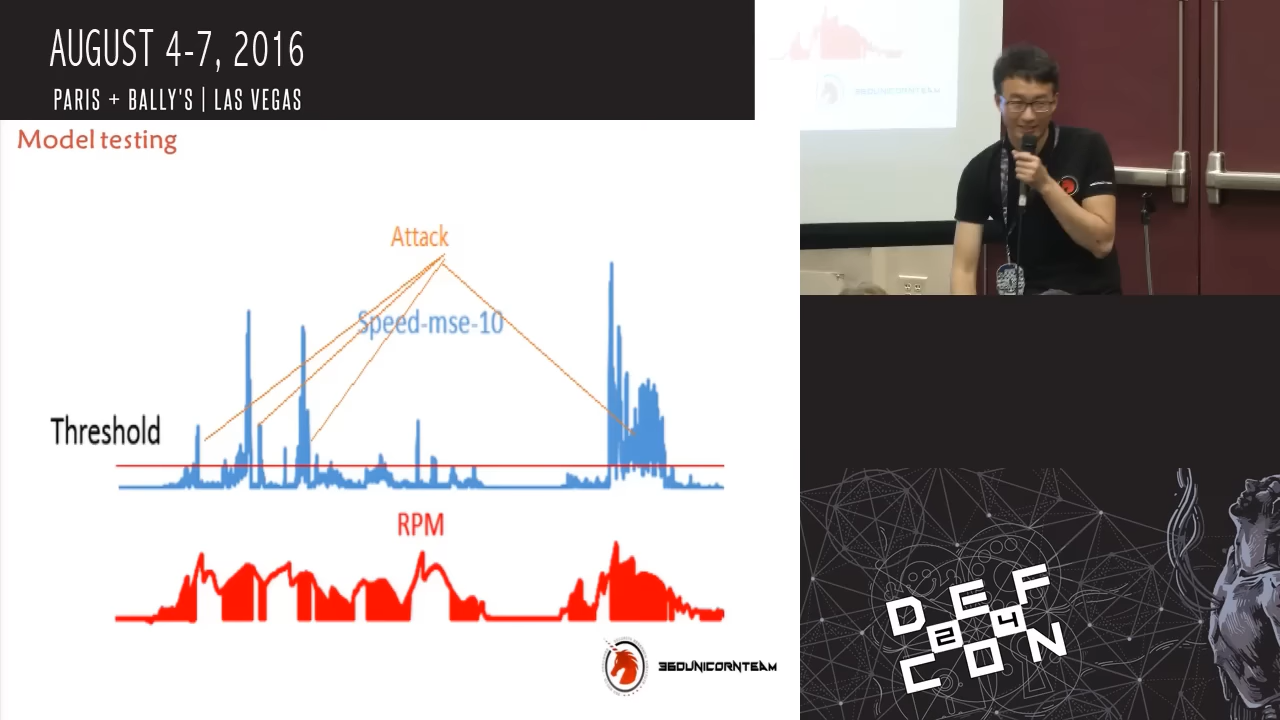 AUGUST 4-7, 2016
PARIS + BALLY'S | LAS VEGAS
Model testing
Attack
Speed-mse-10
Threshold
RPM
360UNICORNTEAM
360UNICORNTEAM
DEF
24
CON